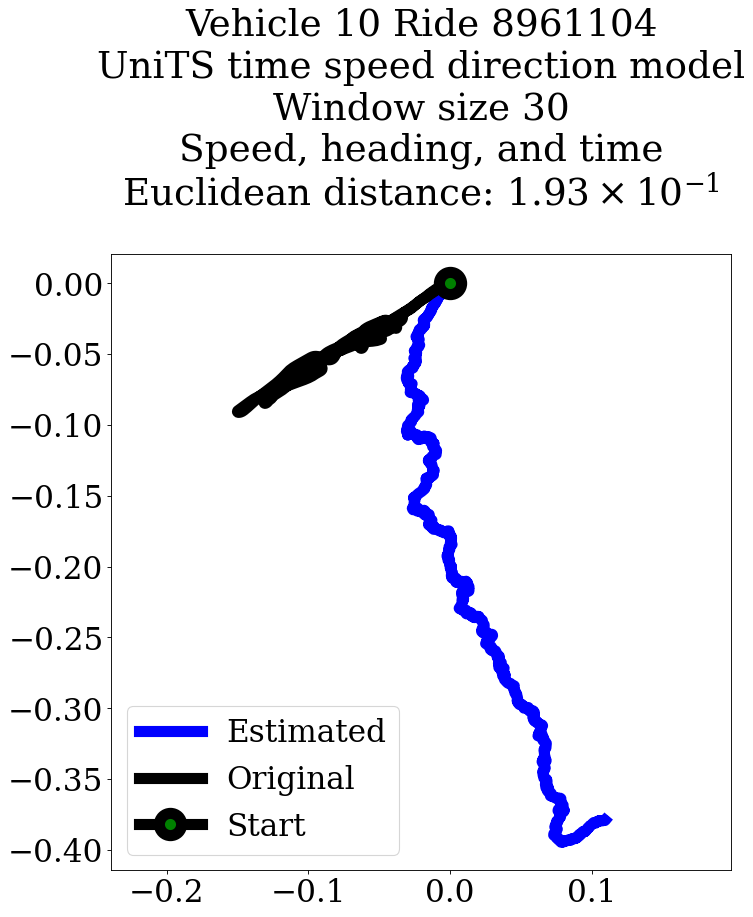 Vehicle 10 Ride 8961104
UniTS time speed direction model
Window size 30
Speed, heading, and time
Euclidean distance: 1.93 × 10⁻¹
0.00
−0.05
−0.10
−0.15
−0.20
−0.25
−0.30
−0.35
−0.40
Estimated
Original
Start
−0.2
−0.1
0.0
0.1